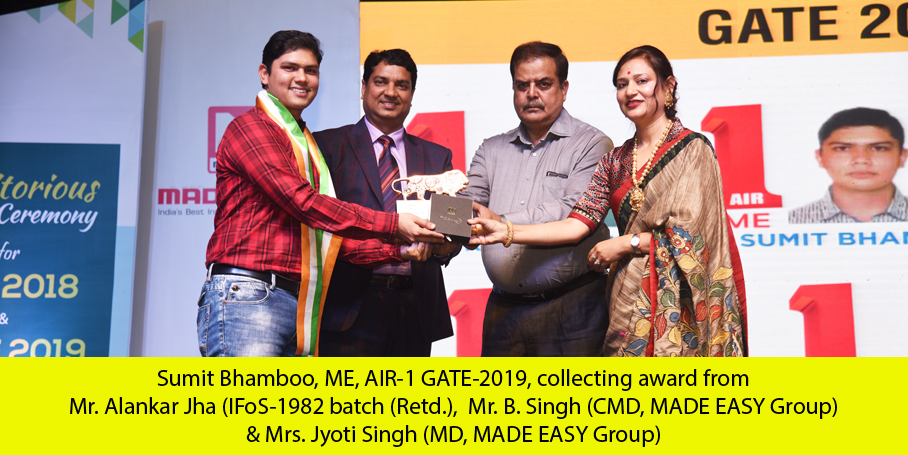 GATE 20
itorious
Ceremony
for
2018
&
2019
MAD
India's Best In
1
AIR
ME
SUMIT BHAN
1
1
Sumit Bhamboo, ME, AIR-1 GATE-2019, collecting award from
Mr. Alankar Jha (IFoS-1982 batch (Retd.), Mr. B. Singh (CMD, MADE EASY Group)
& Mrs. Jyoti Singh (MD, MADE EASY Group)